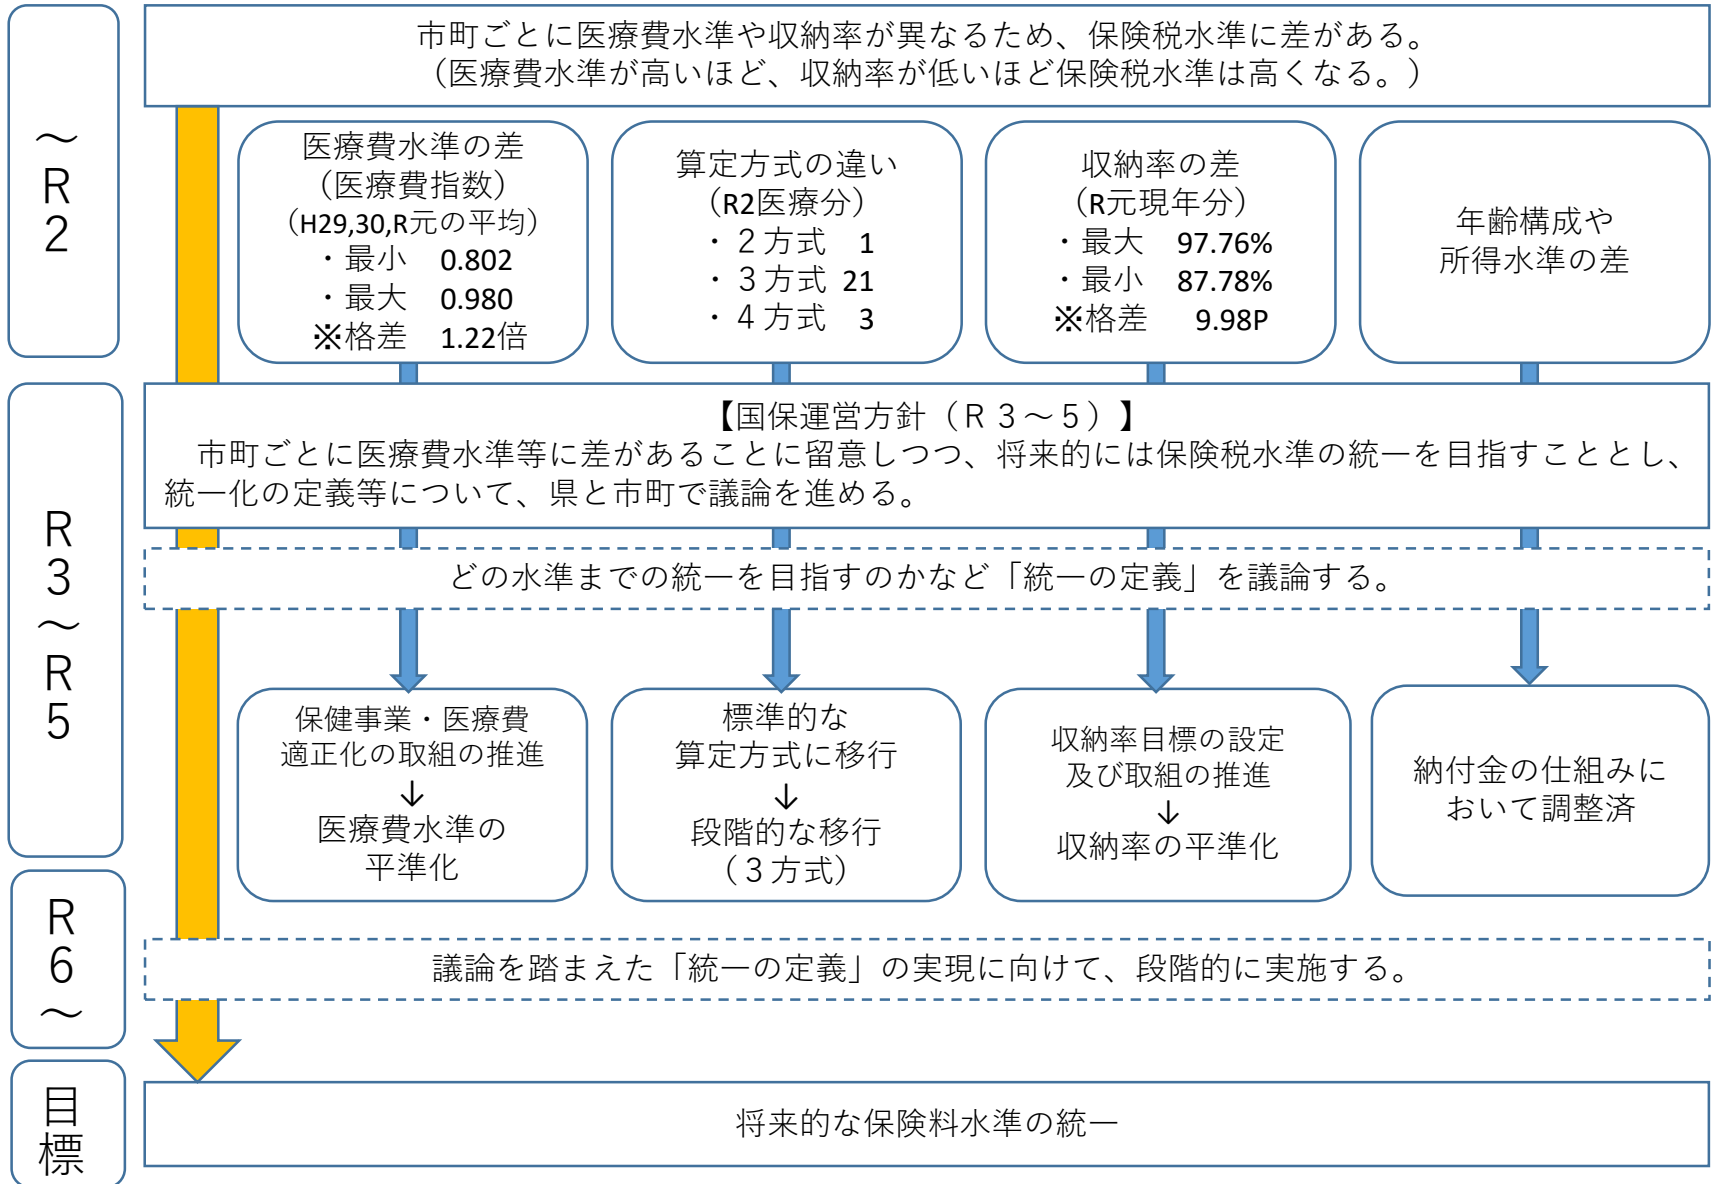 ～R2
市町ごとに医療費水準や収納率が異なるため、保険税水準に差がある。
（医療費水準が高いほど、収納率が低いほど保険税水準は高くなる。）
医療費水準の差
（医療費指数）
（H29,30,R元の平均）
・最小　0.802
・最大　0.980
※格差　1.22倍
算定方式の違い
（R2医療分）
・２方式　1
・３方式 21
・４方式　3
収納率の差
（R元現年分）
・最大　97.76%
・最小　87.78%
※格差　9.98P
年齢構成や
所得水準の差
R3～R5
【国保運営方針（Ｒ３～５）】
市町ごとに医療費水準等に差があることに留意しつつ、将来的には保険税水準の統一を目指すこととし、
統一化の定義等について、県と市町で議論を進める。
どの水準までの統一を目指すのかなど「統一の定義」を議論する。
保健事業・医療費
適正化の取組の推進
↓
医療費水準の
平準化
標準的な
算定方式に移行
↓
段階的な移行
（３方式）
収納率目標の設定
及び取組の推進
↓
収納率の平準化
納付金の仕組みに
おいて調整済
R6～
議論を踏まえた「統一の定義」の実現に向けて、段階的に実施する。
目標
将来的な保険料水準の統一